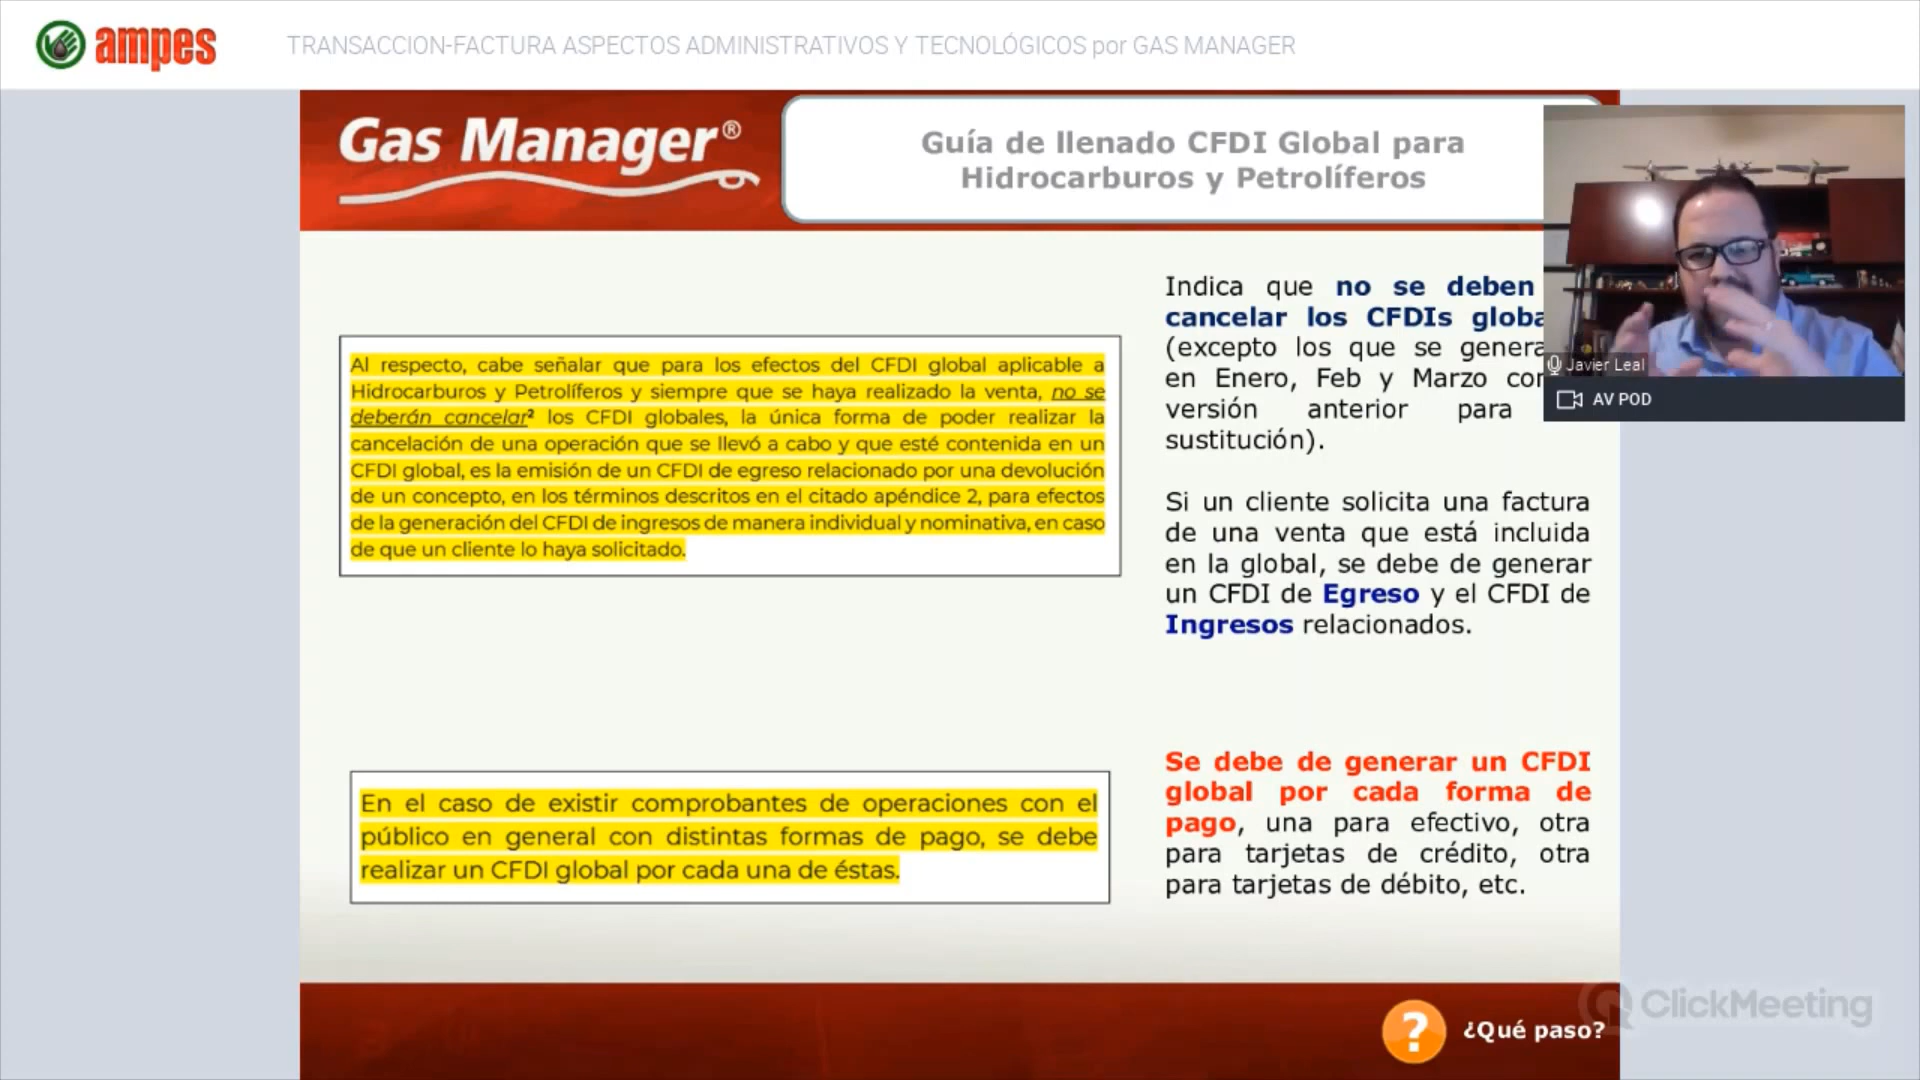 ampes
TRANSACCION-FACTURA ASPECTOS ADMINISTRATIVOS Y TECNOLÓGICOS por GAS MANAGER
Gas Manager®
Guía de llenado CFDI Global para
Hidrocarburos y Petrolíferos
Al respecto, cabe señalar que para los efectos del CFDI global aplicable a
Hidrocarburos y Petrolíferos y siempre que se haya realizado la venta, no se
deberán cancelar² los CFDI globales, la única forma de poder realizar la
cancelación de una operación que se llevó a cabo y que esté contenida en un
CFDI global, es la emisión de un CFDI de egreso relacionado por una devolución
de un concepto, en los términos descritos en el citado apéndice 2, para efectos
de la generación del CFDI de ingresos de manera individual y nominativa, en caso
de que un cliente lo haya solicitado.
Indica que no se deben
cancelar los CFDIs
(excepto los que se
en Enero, Feb y Marzo
versión anterior para
sustitución).
Si un cliente solicita una factura
de una venta que está incluida
en la global, se debe de generar
un CFDI de Egreso y el CFDI de
Ingresos relacionados.
En el caso de existir comprobantes de operaciones con el
público en general con distintas formas de pago, se debe
realizar un CFDI global por cada una de éstas.
Se debe de generar un CFDI
global por cada forma de
pago, una para efectivo, otra
para tarjetas de crédito, otra
para tarjetas de débito, etc.
Javier Leal
AV POD
? ¿Qué paso?
ClickMeeting